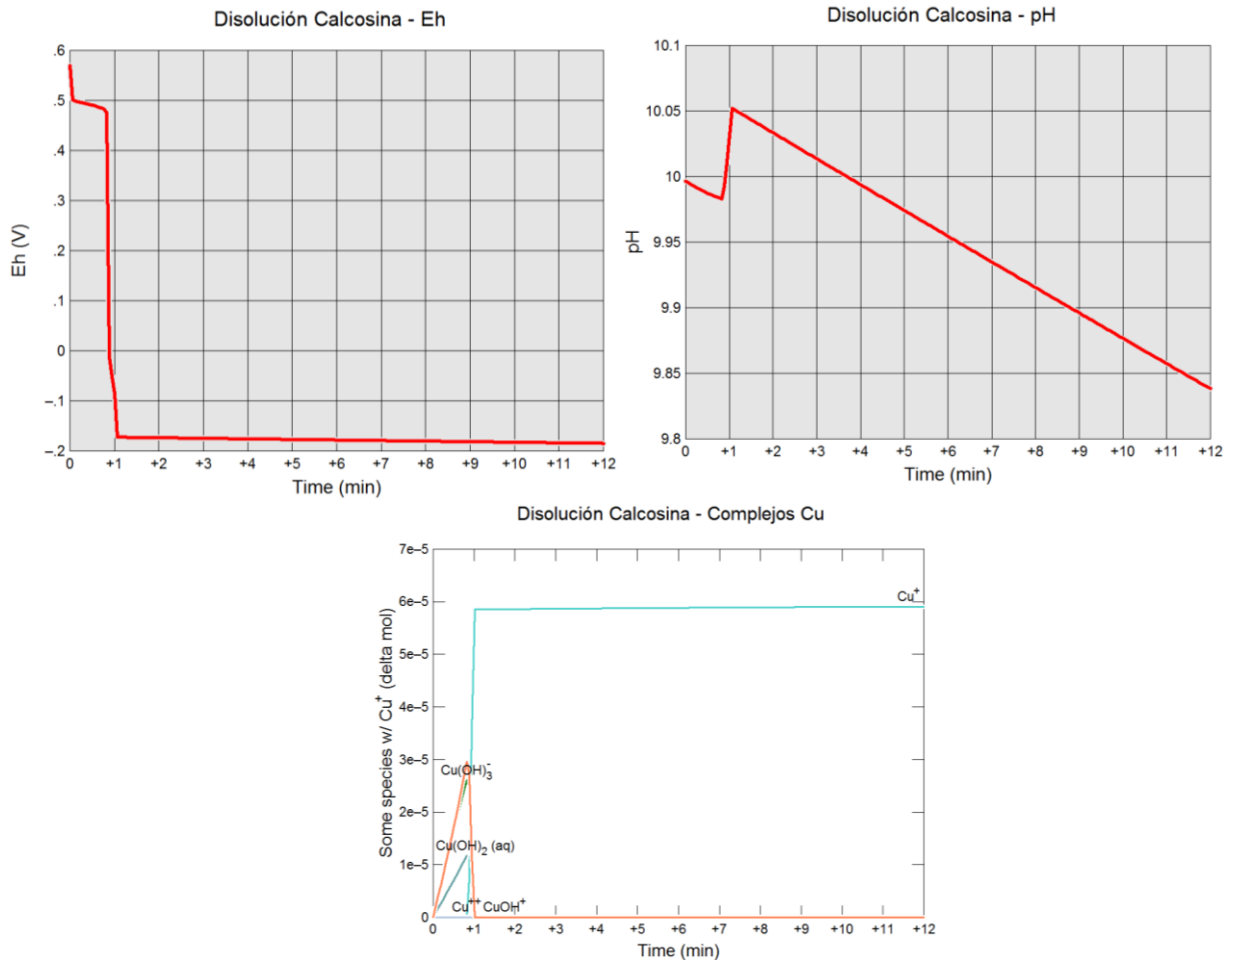 Disolución Calcosina - Eh
.6
.5
.4
.3
.2
.1
0
–.1
–.2
Eh (V)
0 +1 +2 +3 +4 +5 +6 +7 +8 +9 +10 +11 +12
Time (min)
Disolución Calcosina - pH
10.1
10.05
10
9.95
9.9
9.85
9.8
pH
0 +1 +2 +3 +4 +5 +6 +7 +8 +9 +10 +11 +12
Time (min)
Disolución Calcosina - Complejos Cu
7e–5
6e–5
5e–5
4e–5
3e–5
2e–5
1e–5
0
Some species w/ Cu⁺ (delta mol)
Cu⁺
Cu(OH)₃⁻
Cu(OH)₂ (aq)
Cu⁺⁺ CuOH⁺
0 +1 +2 +3 +4 +5 +6 +7 +8 +9 +10 +11 +12
Time (min)